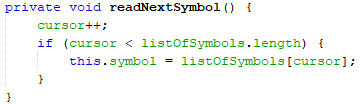 private void readNextSymbol() {
    cursor++;
    if (cursor < listOfSymbols.length) {
        this.symbol = listOfSymbols[cursor];
    }
}